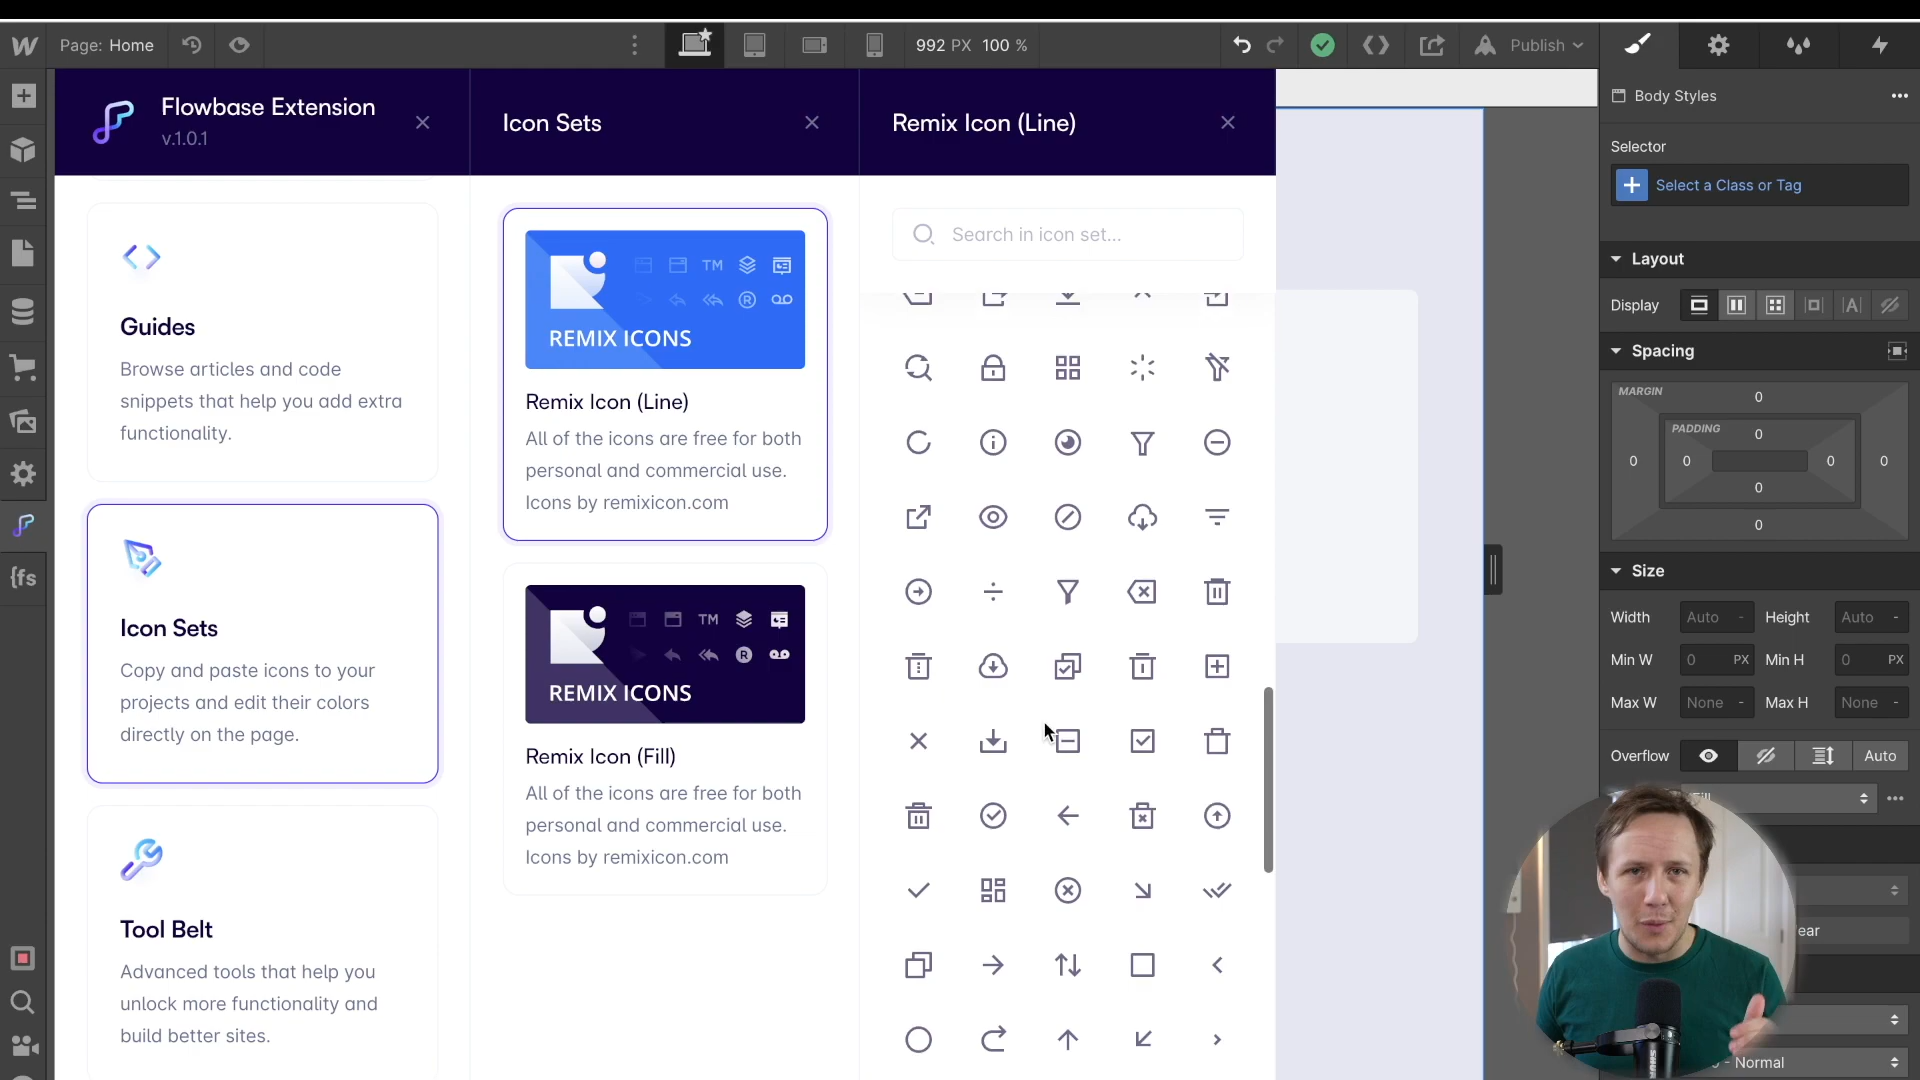 Page: Home
992 PX 100 %
Publish
Flowbase Extension
v.1.0.1
Guides
Browse articles and code
snippets that help you add extra
functionality.
Icon Sets
Copy and paste icons to your
projects and edit their colors
directly on the page.
Tool Belt
Advanced tools that help you
unlock more functionality and
build better sites.
{fs
Icon Sets
TM
REMIX ICONS
Remix Icon (Line)
All of the icons are free for both
personal and commercial use.
Icons by remixicon.com
TM
REMIX ICONS
Remix Icon (Fill)
All of the icons are free for both
personal and commercial use.
Icons by remixicon.com
Remix Icon (Line)
Search in icon set...
Body Styles
Selector
Select a Class or Tag
Layout
Display
Spacing
MARGIN
0
PADDING
0
0 0 0 0
0
0
Size
Width Auto - Height Auto -
Min W 0 PX Min H 0 PX
Max W None - Max H None -
Overflow Auto
- Normal